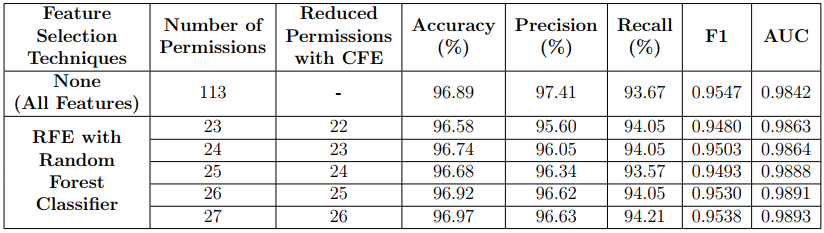 Feature Selection Techniques | Number of Permissions | Reduced Permissions with CFE | Accuracy (%) | Precision (%) | Recall (%) | F1 | AUC
None (All Features) | 113 | - | 96.89 | 97.41 | 93.67 | 0.9547 | 0.9842
RFE with Random Forest Classifier | 23 | 22 | 96.58 | 95.60 | 94.05 | 0.9480 | 0.9863
24 | 23 | 96.74 | 96.05 | 94.05 | 0.9503 | 0.9864
25 | 24 | 96.68 | 96.34 | 93.57 | 0.9493 | 0.9888
26 | 25 | 96.92 | 96.62 | 94.05 | 0.9530 | 0.9891
27 | 26 | 96.97 | 96.63 | 94.21 | 0.9538 | 0.9893